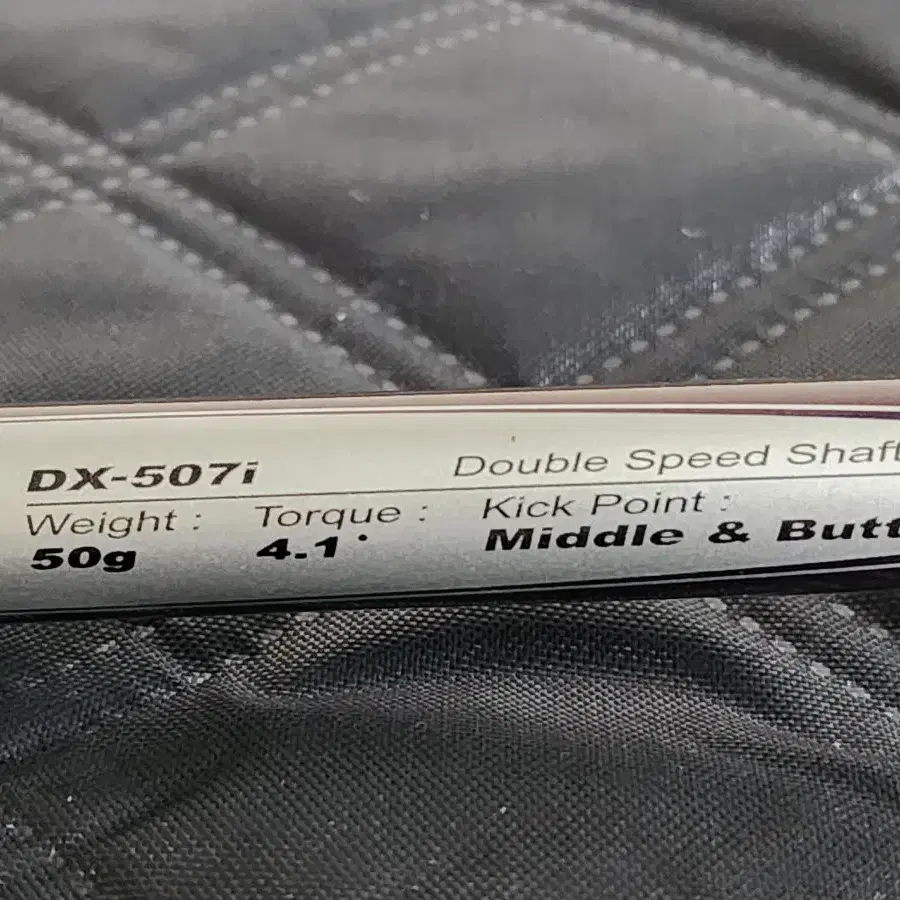 DX-507i Double Speed Shaft
Weight : Torque : Kick Point :
50g 4.1° Middle & Butt